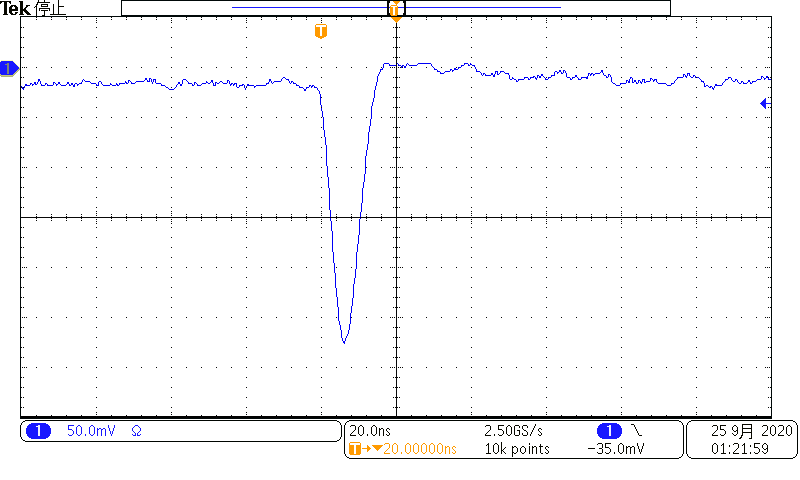 Tek 停止
T
T
1
1 50.0mV Ω
20.0ns 2.50GS/s 1
T→▼20.00000ns 10k points −35.0mV
25 9月 2020
01:21:59